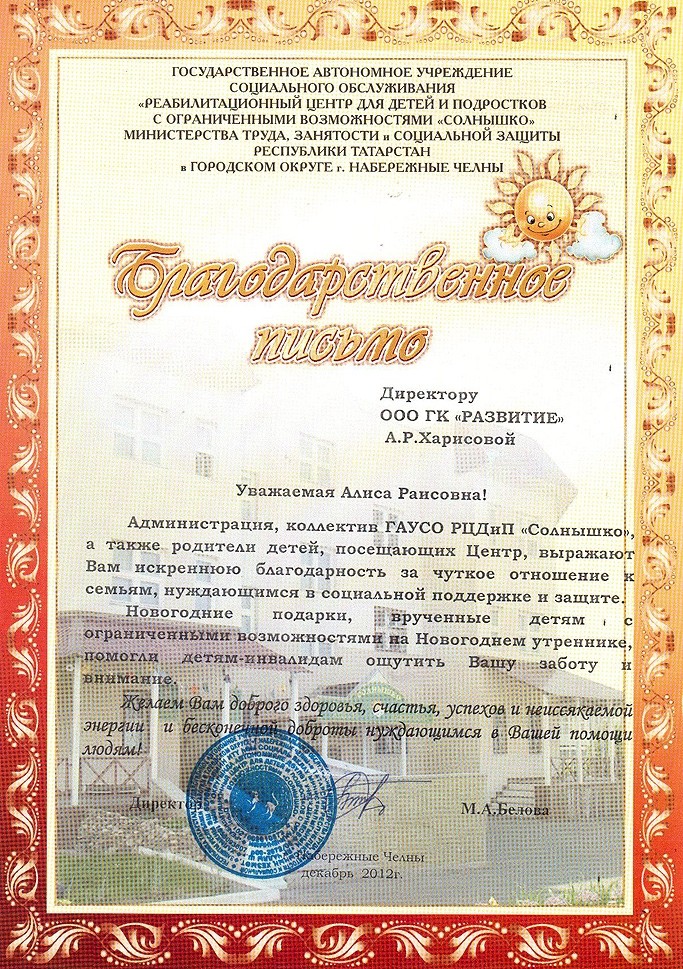 ГОСУДАРСТВЕННОЕ АВТОНОМНОЕ УЧРЕЖДЕНИЕ
СОЦИАЛЬНОГО ОБСЛУЖИВАНИЯ
«РЕАБИЛИТАЦИОННЫЙ ЦЕНТР ДЛЯ ДЕТЕЙ И ПОДРОСТКОВ
С ОГРАНИЧЕННЫМИ ВОЗМОЖНОСТЯМИ «СОЛНЫШКО»
МИНИСТЕРСТВА ТРУДА, ЗАНЯТОСТИ и СОЦИАЛЬНОЙ ЗАЩИТЫ
РЕСПУБЛИКИ ТАТАРСТАН
в ГОРОДСКОМ ОКРУГЕ г. НАБЕРЕЖНЫЕ ЧЕЛНЫ
Благодарственное
письмо
Директору
ООО ГК «РАЗВИТИЕ»
А.Р.Харисовой
Уважаемая Алиса Раисовна!
Администрация, коллектив ГАУСО РЦДиП «Солнышко»,
а также родители детей, посещающих Центр, выражают
Вам искреннюю благодарность за чуткое отношение к
семьям, нуждающимся в социальной поддержке и защите.
Новогодние подарки, врученные детям с
ограниченными возможностями на Новогоднем утреннике,
помогли детям-инвалидам ощутить Вашу заботу и
внимание.
Желаем Вам доброго здоровья, счастья, успехов и неиссякаемой
энергии и бесконечной доброты нуждающимся в Вашей помощи
людям!
Директор М.А.Белова
Набережные Челны
декабрь 2012г.